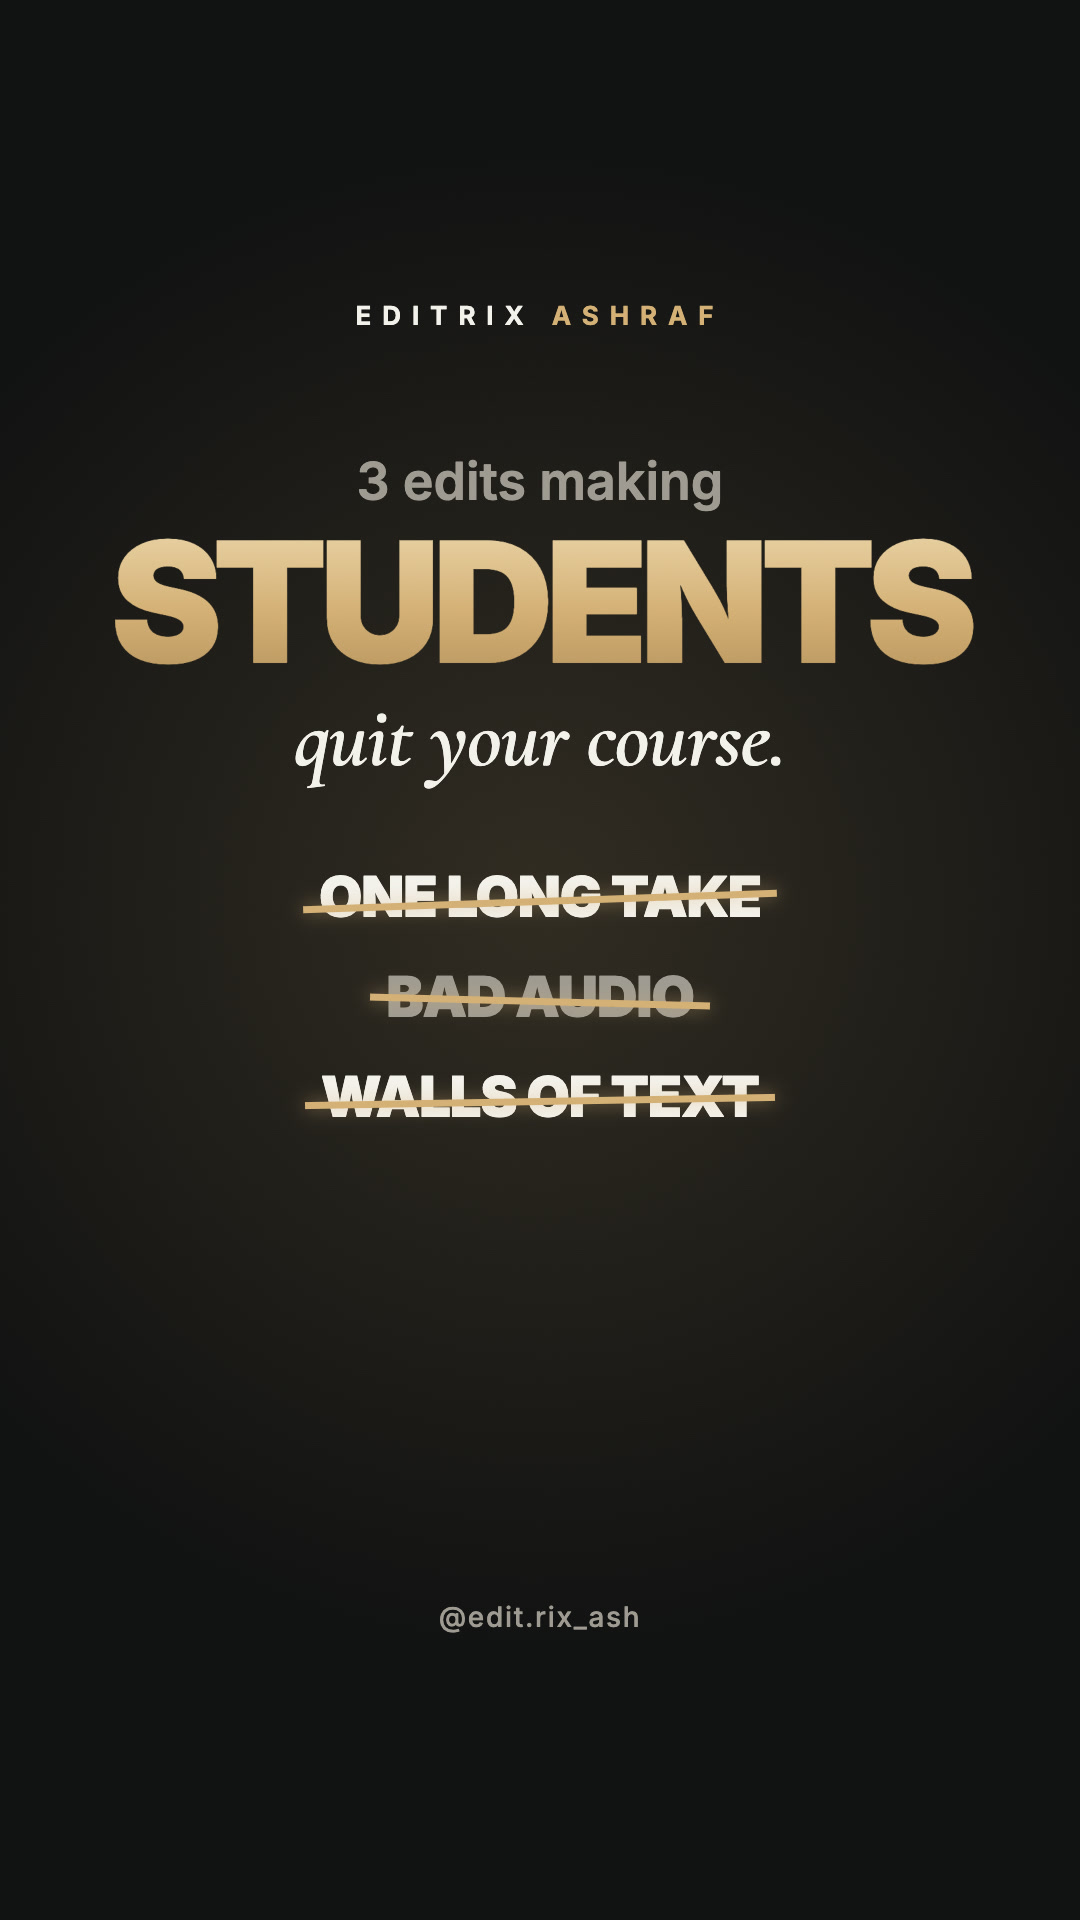 EDITRIX ASHRAF
3 edits making
STUDENTS
quit your course.
ONE LONG TAKE
BAD AUDIO
WALLS OF TEXT
@edit.rix_ash